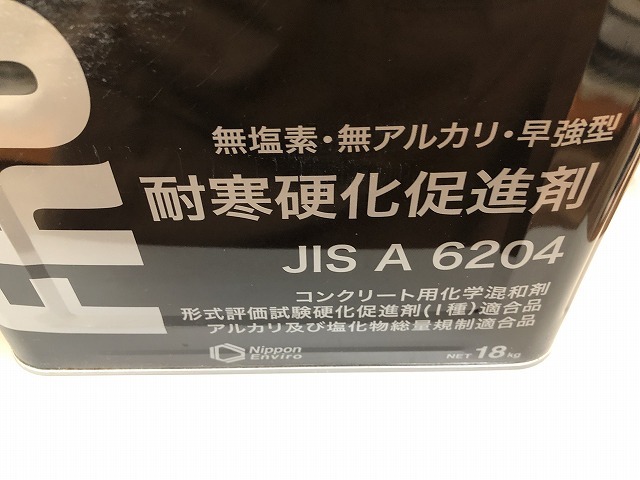 無塩素・無アルカリ・早強型
耐寒硬化促進剤
JIS A 6204
コンクリート用化学混和剤
形式評価試験硬化促進剤(I種)適合品
アルカリ及び塩化物総量規制適合品
Nippon
Enviro
NET 18kg